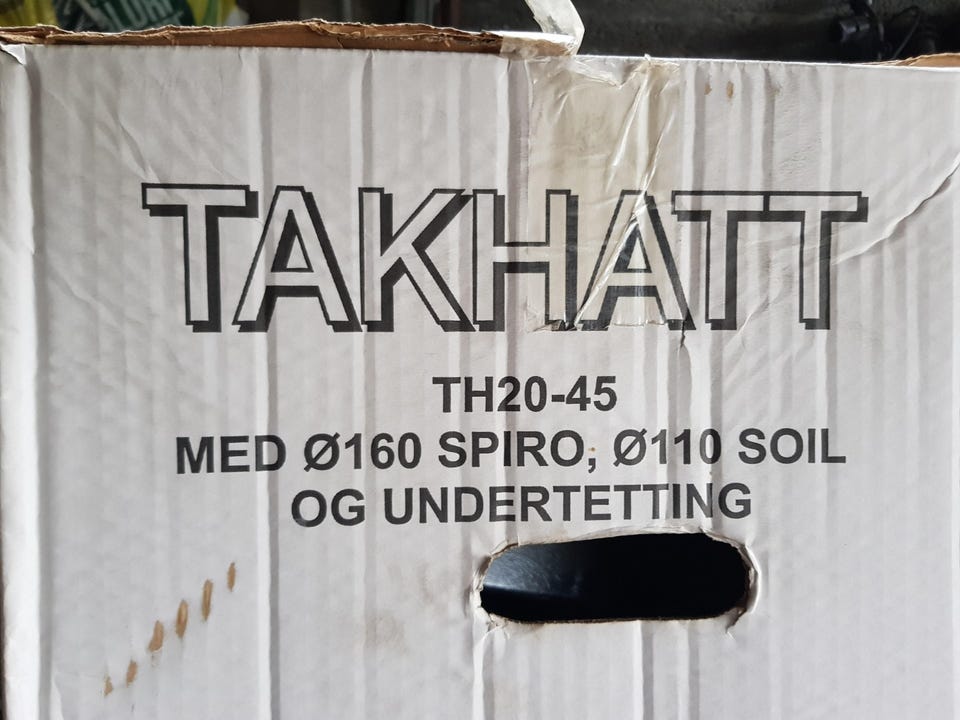 TAKHATT
TH20-45
MED Ø160 SPIRO, Ø110 SOIL
OG UNDERTETTING